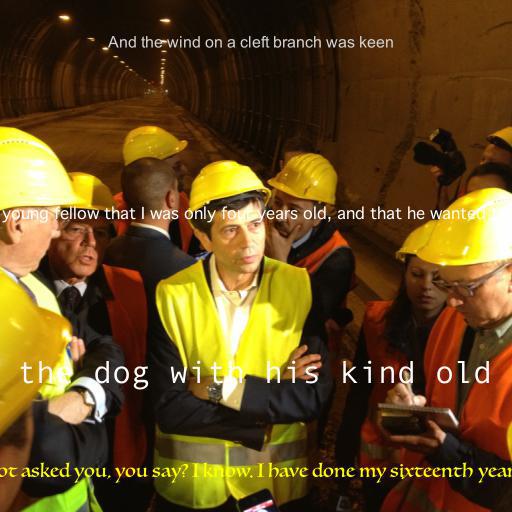 And the wind on a cleft branch was keen
young fellow that I was only four years old, and that he wanted
the dog with his kind old
asked you, you say? I know. I have done my sixteenth year